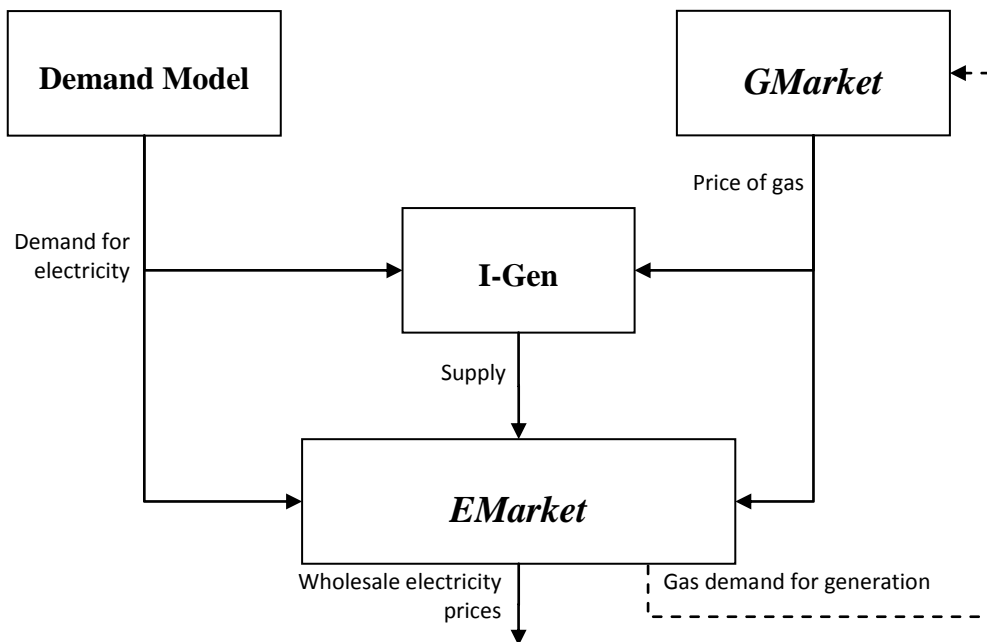 Demand Model
GMarket
Price of gas
Demand for
electricity
I-Gen
Supply
EMarket
Wholesale electricity
prices
Gas demand for generation